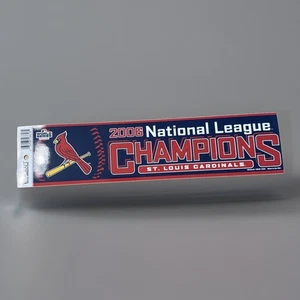 2006 National League
CHAMPIONS
ST. LOUIS CARDINALS